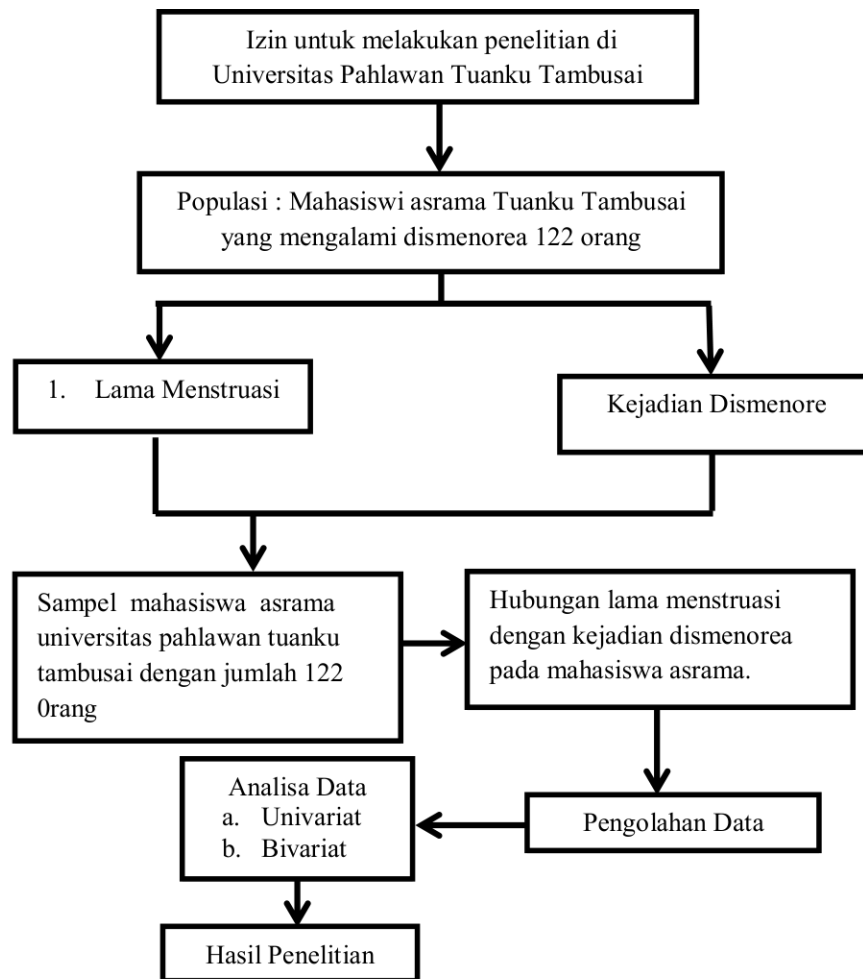 Izin untuk melakukan penelitian di
Universitas Pahlawan Tuanku Tambusai
Populasi : Mahasiswi asrama Tuanku Tambusai
yang mengalami dismenorea 122 orang
1. Lama Menstruasi
Kejadian Dismenore
Sampel mahasiswa asrama
universitas pahlawan tuanku
tambusai dengan jumlah 122
0rang
Hubungan lama menstruasi
dengan kejadian dismenorea
pada mahasiswa asrama.
Pengolahan Data
Analisa Data
a. Univariat
b. Bivariat
Hasil Penelitian